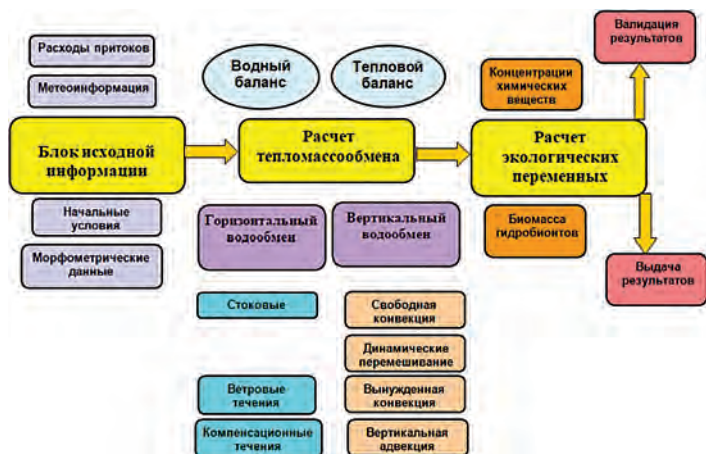 Расходы притоков
Метеоинформация
Блок исходной
информации
Начальные
условия
Морфометрические
данные
Водный
баланс
Тепловой
баланс
Расчет
тепломассообмена
Горизонтальный
водообмен
Вертикальный
водообмен
Стоковые
Ветровые
течения
Компенсационные
течения
Свободная
конвекция
Динамические
перемешивание
Вынужденная
конвекция
Вертикальная
адвекция
Концентрации
химических
веществ
Расчет
экологических
переменных
Биомасса
гидробионтов
Валидация
результатов
Выдача
результатов